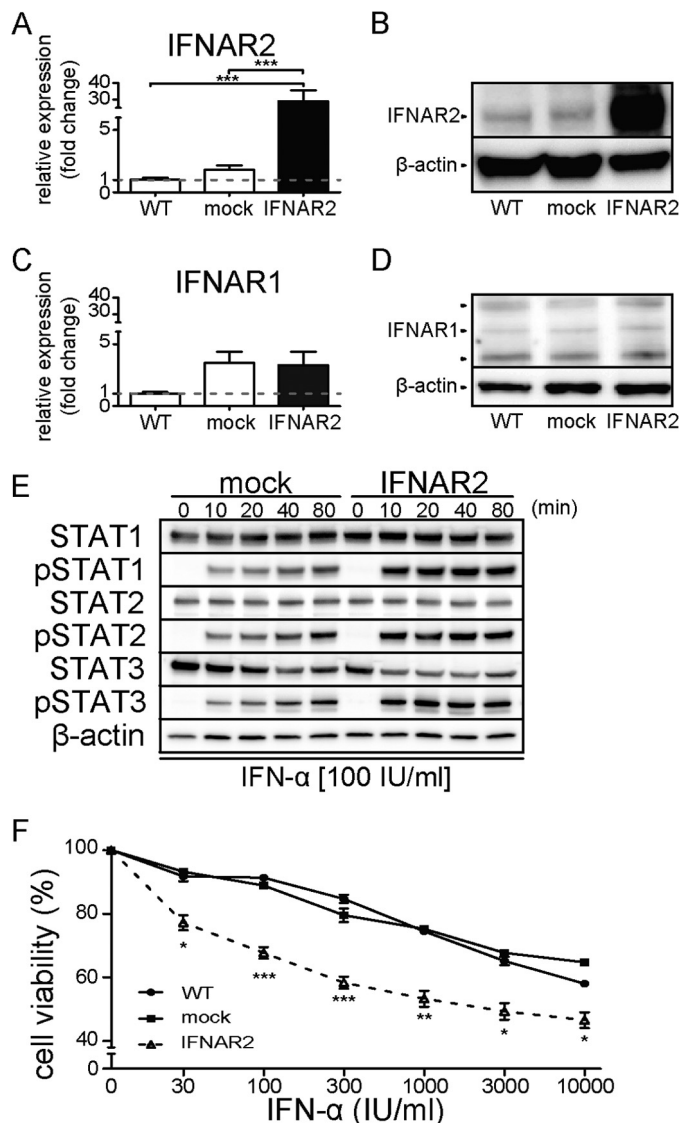 A
IFNAR2
relative expression
(fold change)
40
30
5
1
0
***
***
WT mock IFNAR2
B
IFNAR2
β-actin
WT mock IFNAR2
C
IFNAR1
relative expression
(fold change)
40
30
5
1
0
WT mock IFNAR2
D
IFNAR1
β-actin
WT mock IFNAR2
E
mock IFNAR2
0 10 20 40 80 0 10 20 40 80 (min)
STAT1
pSTAT1
STAT2
pSTAT2
STAT3
pSTAT3
β-actin
IFN-α [100 IU/ml]
F
cell viability (%)
100
80
60
40
0
WT
mock
IFNAR2
* *** *** ** * *
0 30 100 300 1000 3000 10000
IFN-α (IU/ml)